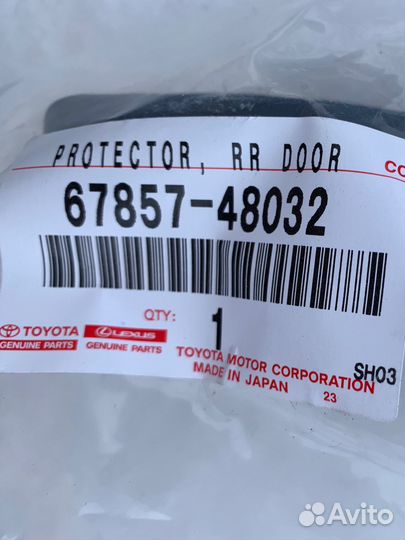 PROTECTOR, RR DOOR
CO
67857-48032
QTY: 1
TOYOTA
GENUINE PARTS
LEXUS
GENUINE PARTS
TOYOTA MOTOR CORPORATION
MADE IN JAPAN
23
SH03
Avito